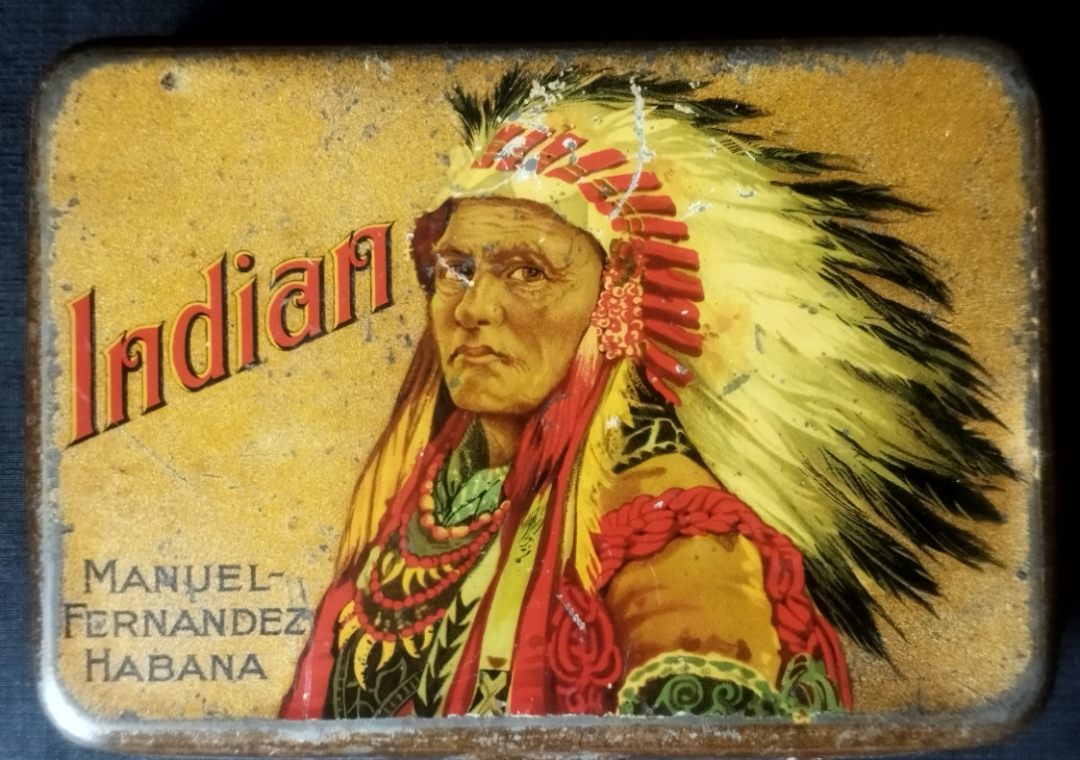 Indian
MANUEL-
FERNANDEZ
HABANA